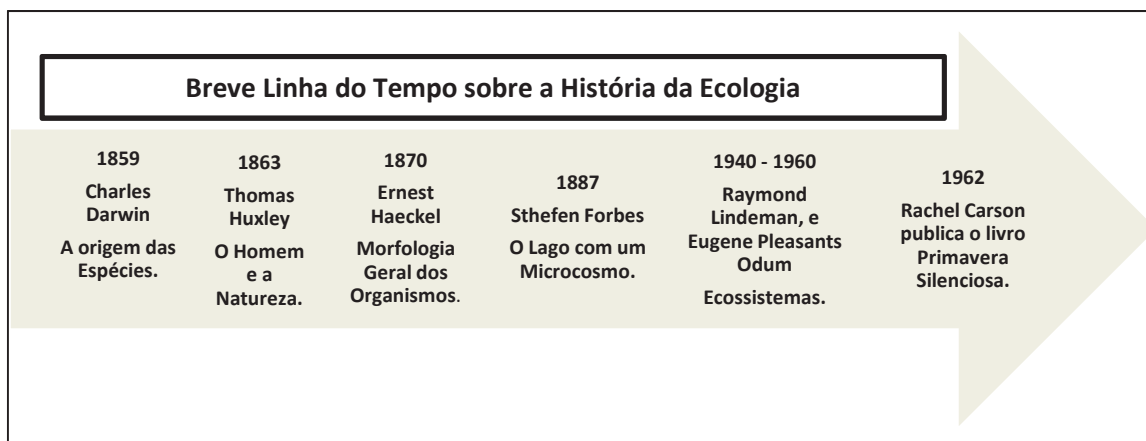 Breve Linha do Tempo sobre a História da Ecologia
1859
Charles
Darwin
A origem das
Espécies.
1863
Thomas
Huxley
O Homem
e a
Natureza.
1870
Ernest
Haeckel
Morfologia
Geral dos
Organismos.
1887
Sthefen Forbes
O Lago com um
Microcosmo.
1940 - 1960
Raymond
Lindeman, e
Eugene Pleasants
Odum
Ecossistemas.
1962
Rachel Carson
publica o livro
Primavera
Silenciosa.